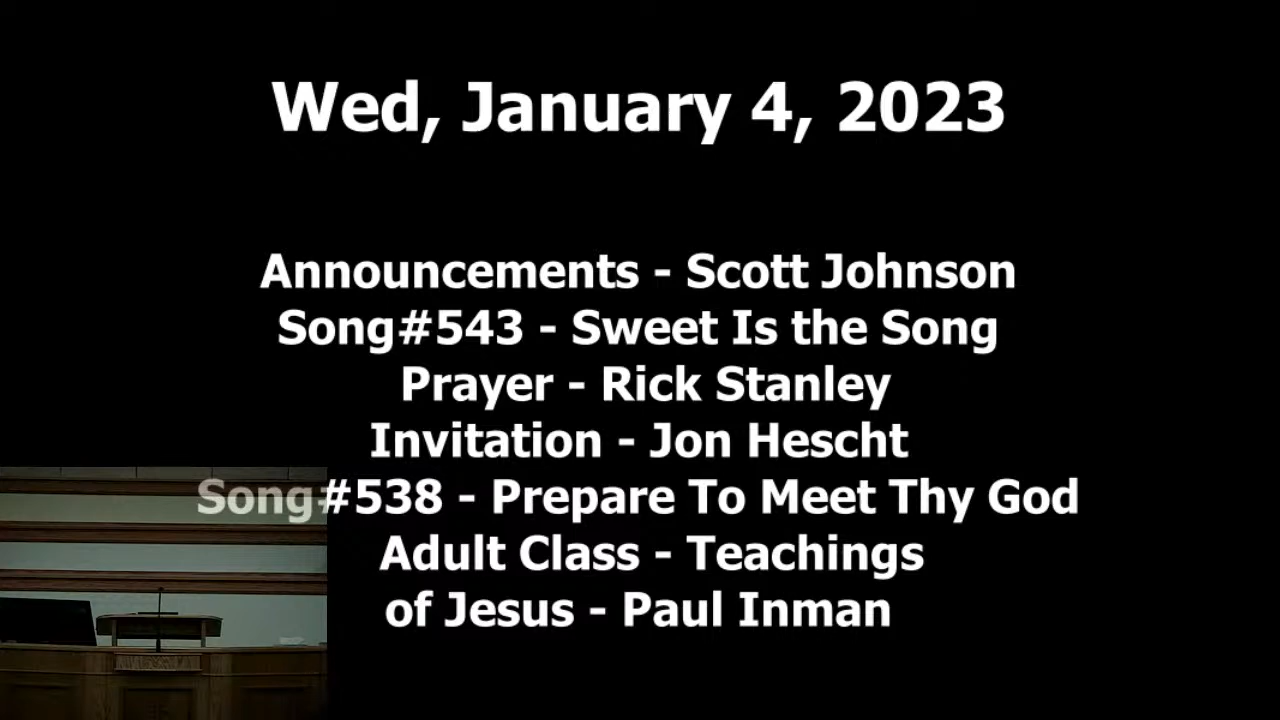 Wed, January 4, 2023
Announcements - Scott Johnson
Song#543 - Sweet Is the Song
Prayer - Rick Stanley
Invitation - Jon Hescht
Song#538 - Prepare To Meet Thy God
Adult Class - Teachings
of Jesus - Paul Inman